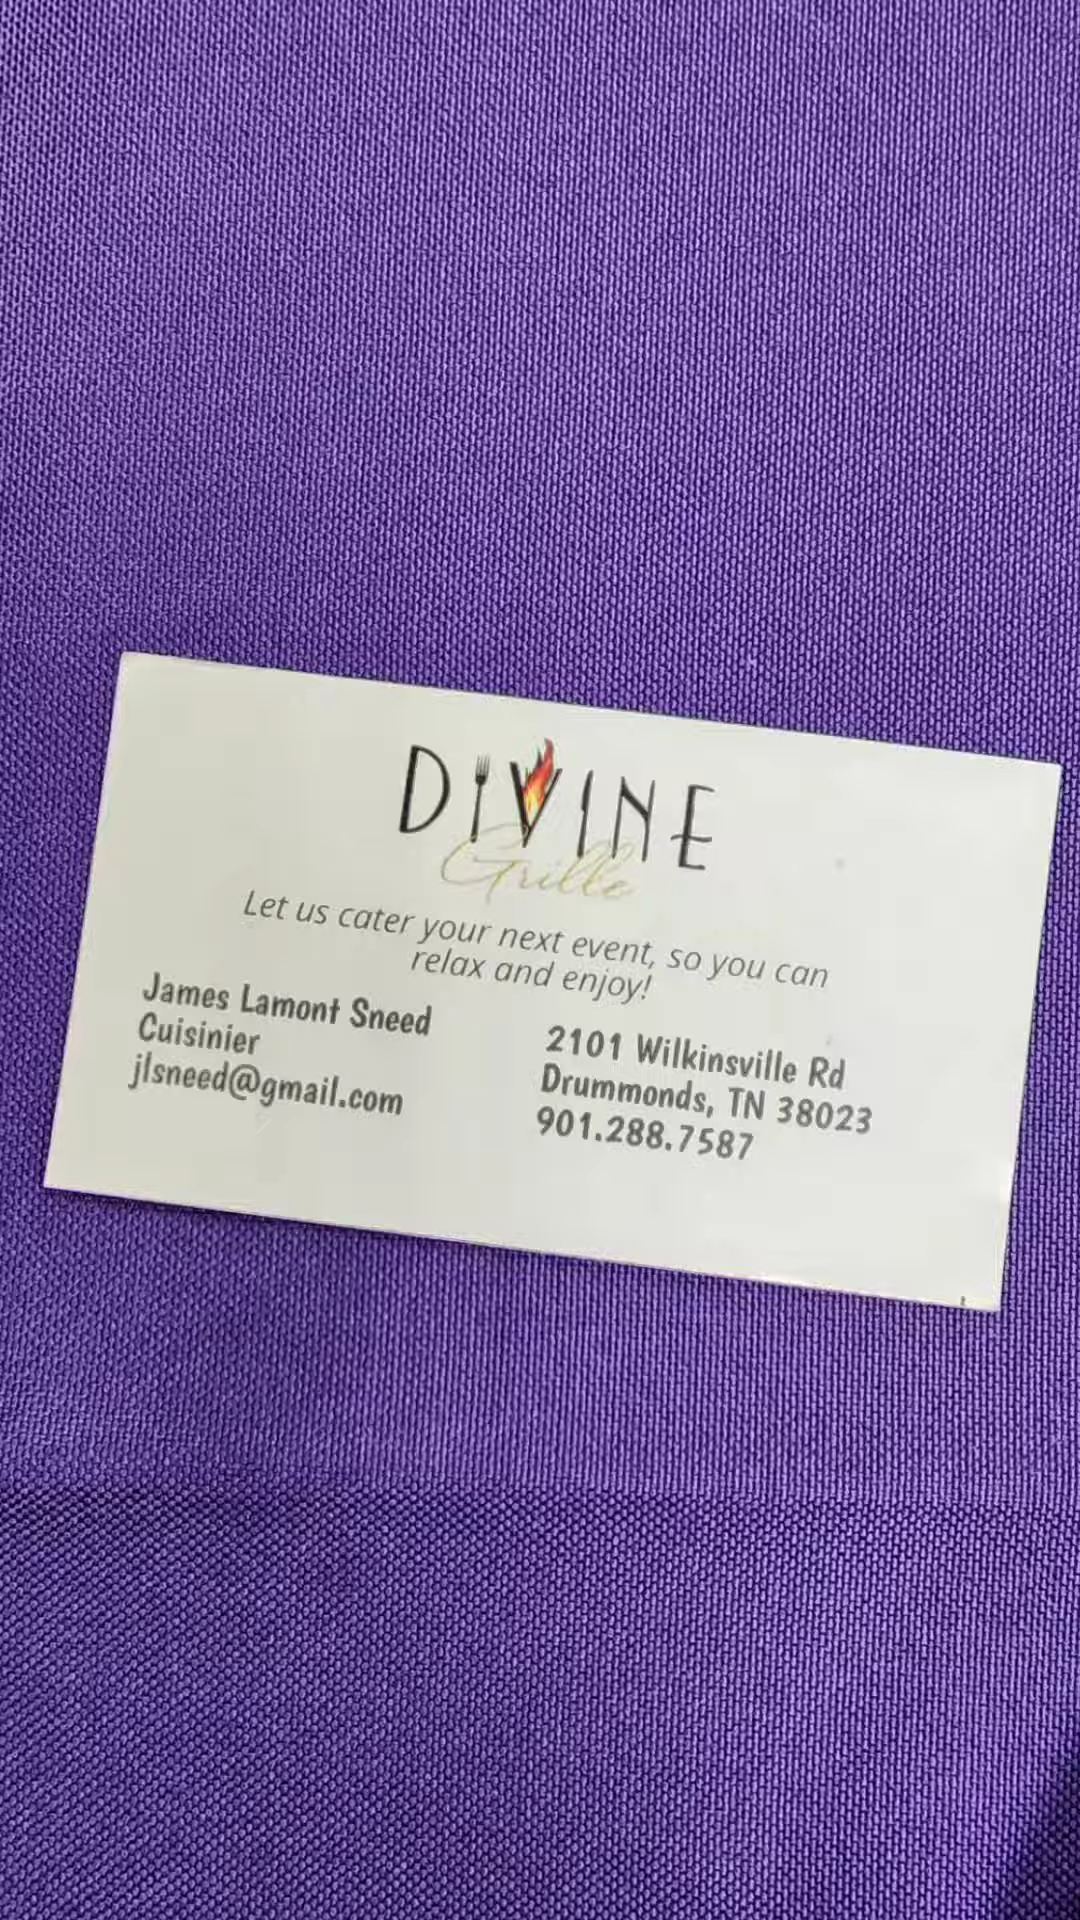 DIVINE
Grille
Let us cater your next event, so you can
relax and enjoy!
James Lamont Sneed
Cuisinier
jlsneed@gmail.com
2101 Wilkinsville Rd
Drummonds, TN 38023
901.288.7587